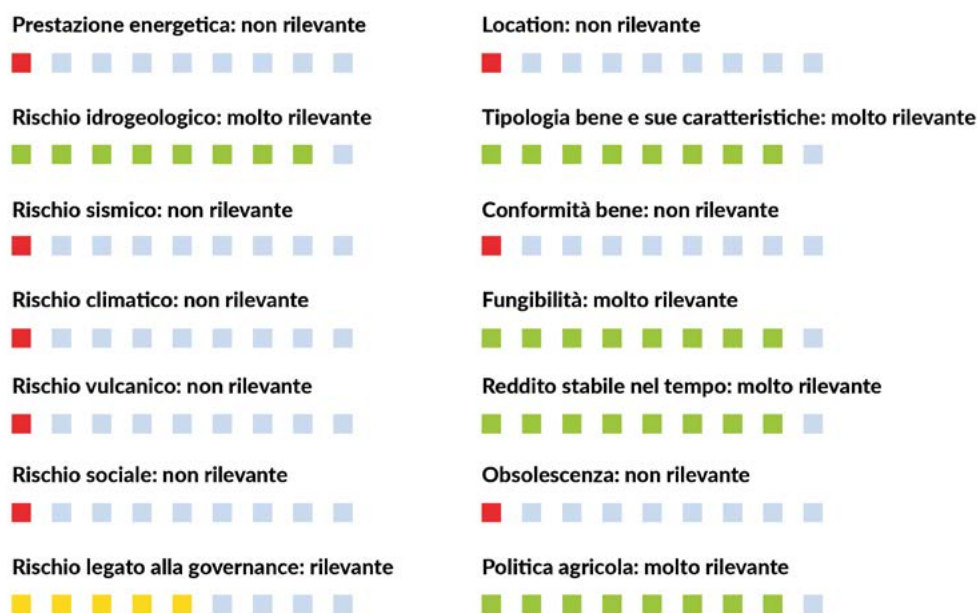 Prestazione energetica: non rilevante
Location: non rilevante
Rischio idrogeologico: molto rilevante
Tipologia bene e sue caratteristiche: molto rilevante
Rischio sismico: non rilevante
Conformità bene: non rilevante
Rischio climatico: non rilevante
Fungibilità: molto rilevante
Rischio vulcanico: non rilevante
Reddito stabile nel tempo: molto rilevante
Rischio sociale: non rilevante
Obsolescenza: non rilevante
Rischio legato alla governance: rilevante
Politica agricola: molto rilevante